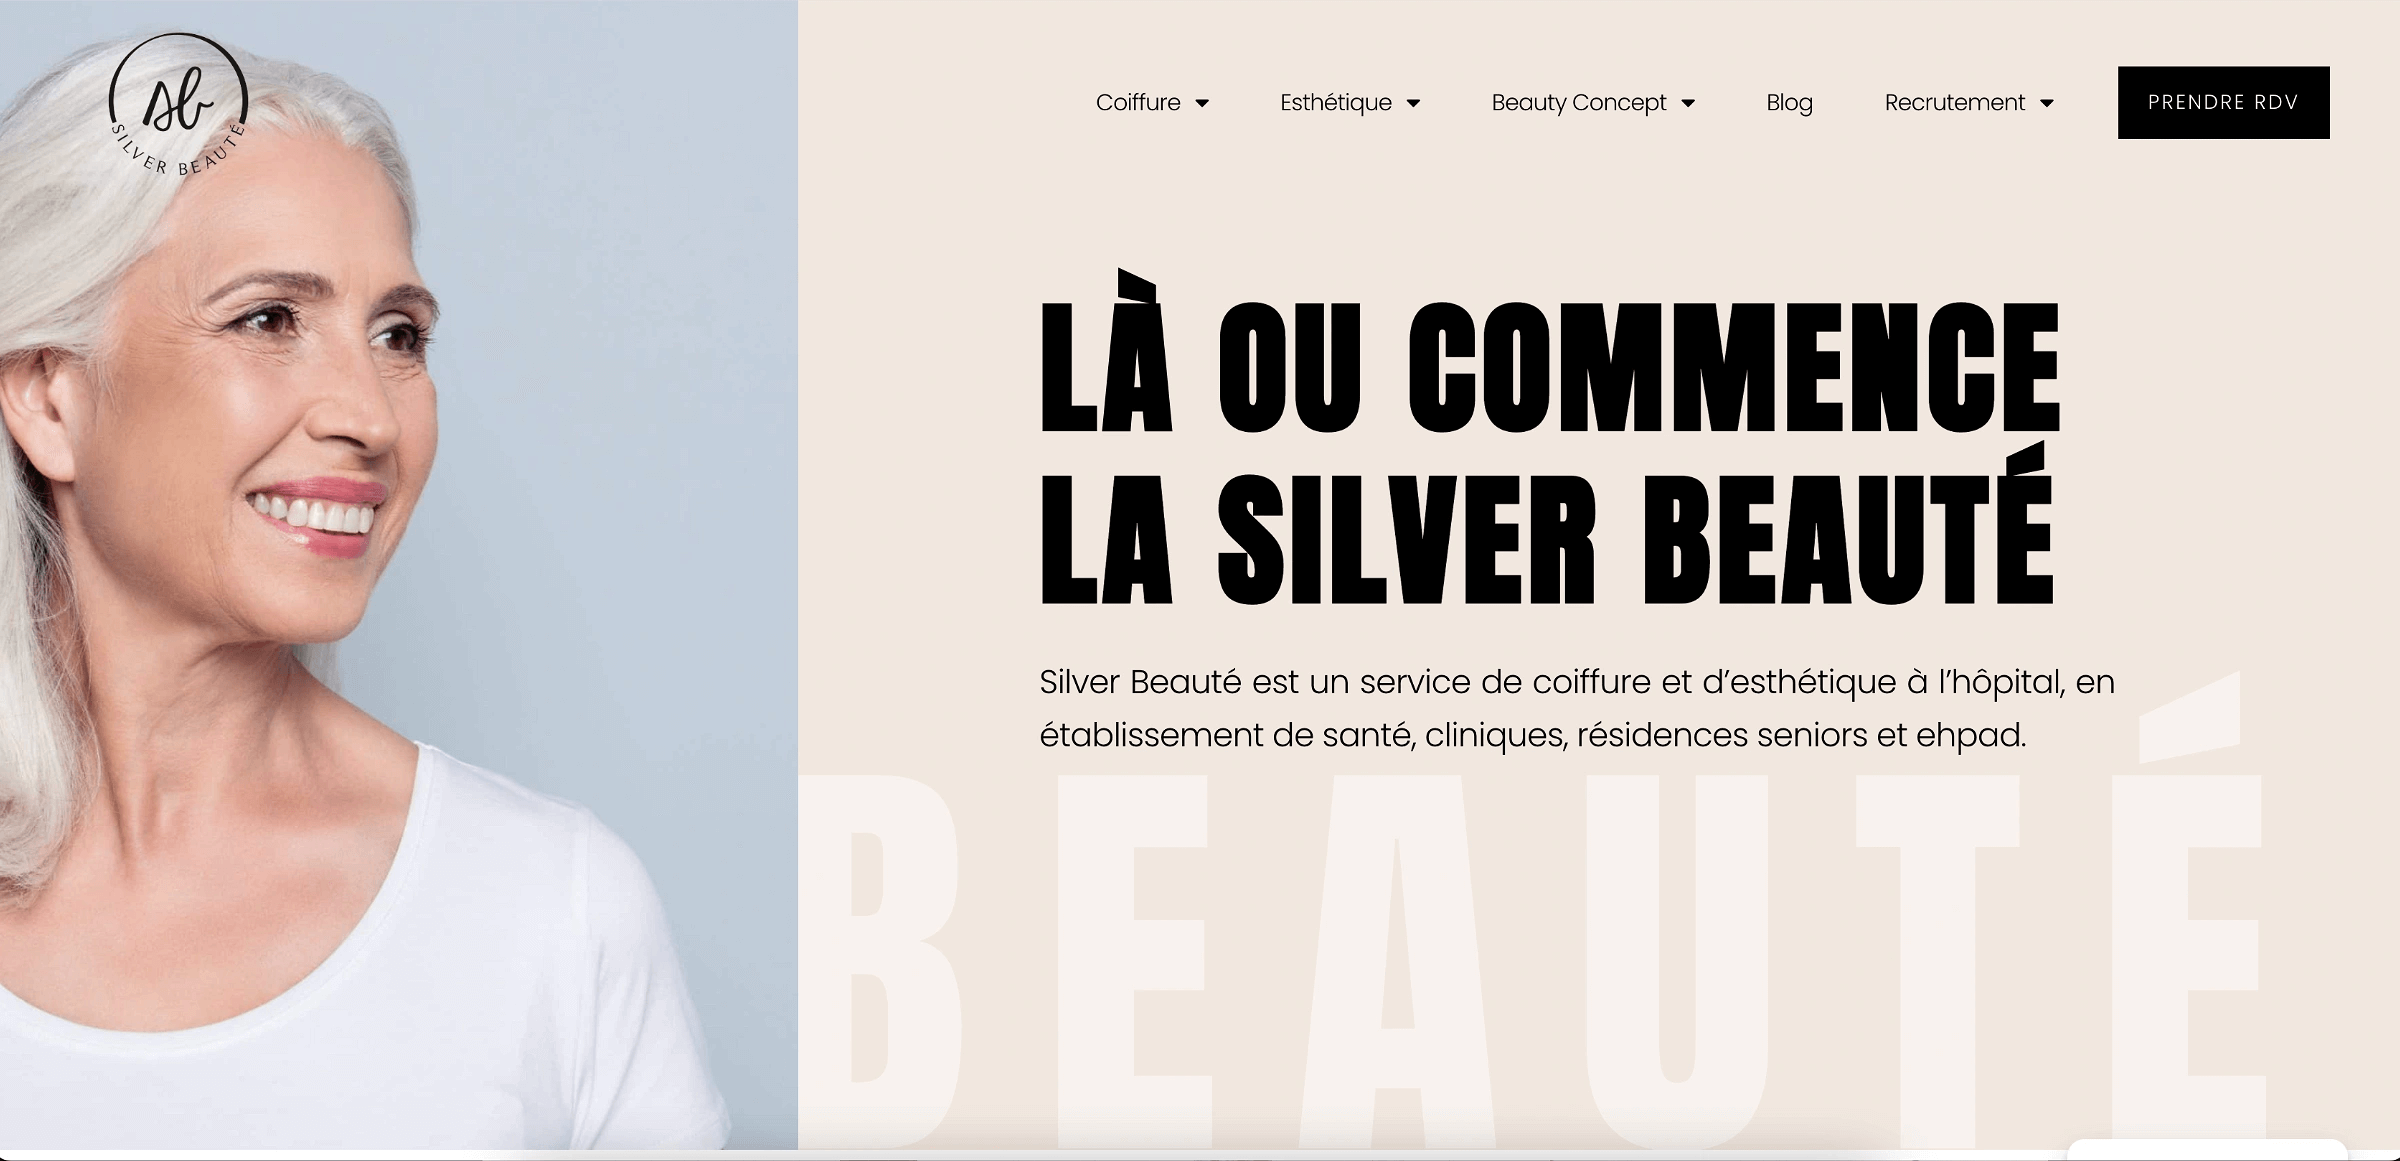 sb
SILVER BEAUTÉ
Coiffure
Esthétique
Beauty Concept
Blog
Recrutement
PRENDRE RDV
LÀ OU COMMENCE
LA SILVER BEAUTÉ
Silver Beauté est un service de coiffure et d’esthétique à l’hôpital, en
établissement de santé, cliniques, résidences seniors et ehpad.
BEAUTÉ